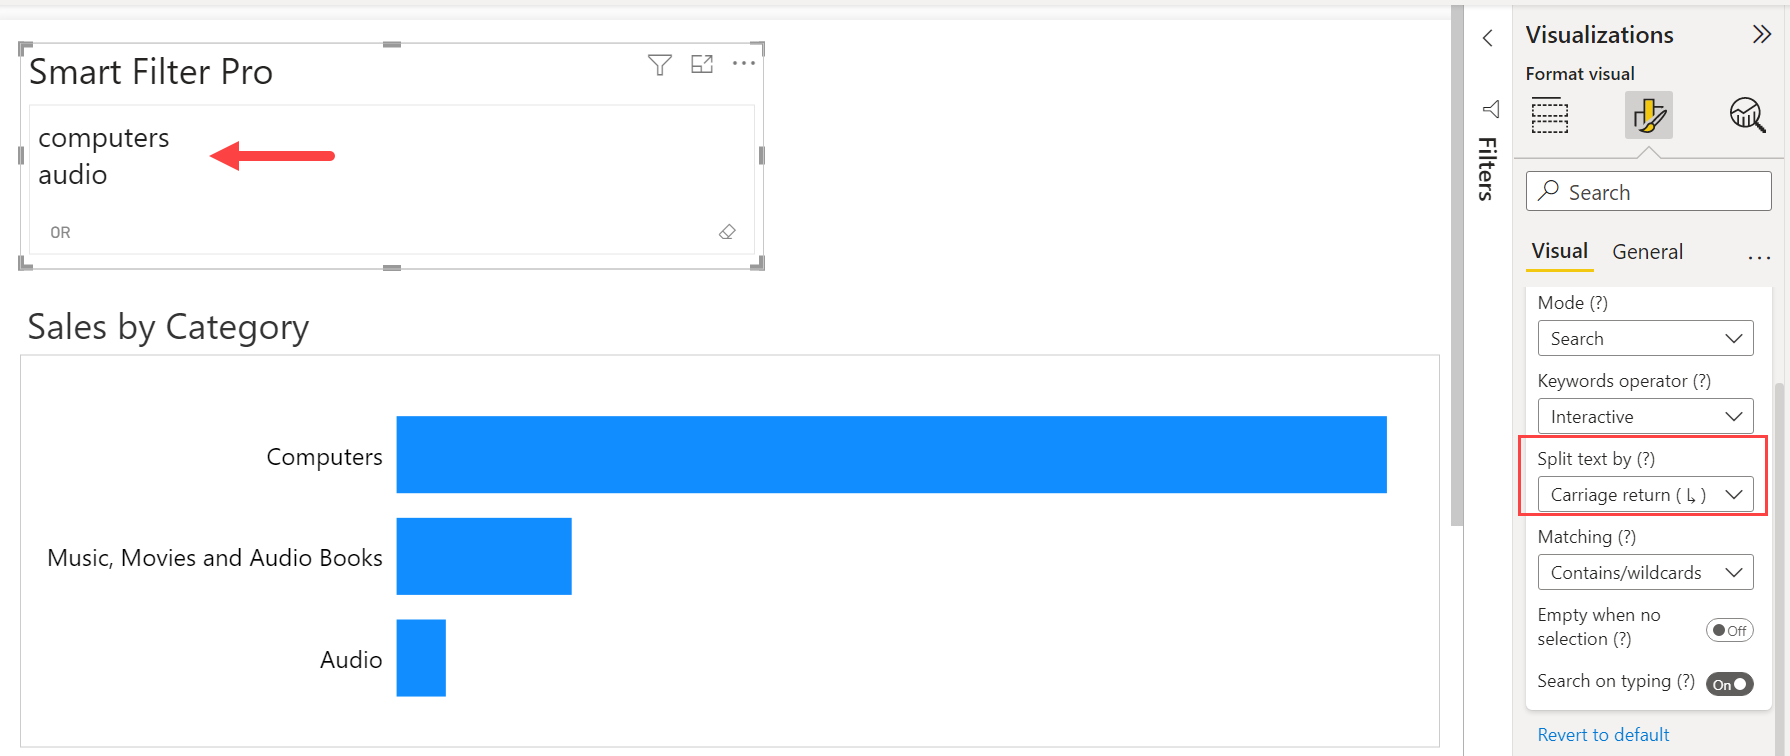 Smart Filter Pro
computers
audio
OR
Sales by Category
Computers
Music, Movies and Audio Books
Audio
Filters
Visualizations
Format visual
Search
Visual General
Mode (?)
Search
Keywords operator (?)
Interactive
Split text by (?)
Carriage return ( ↳ )
Matching (?)
Contains/wildcards
Empty when no
selection (?)
Off
Search on typing (?)
On
Revert to default